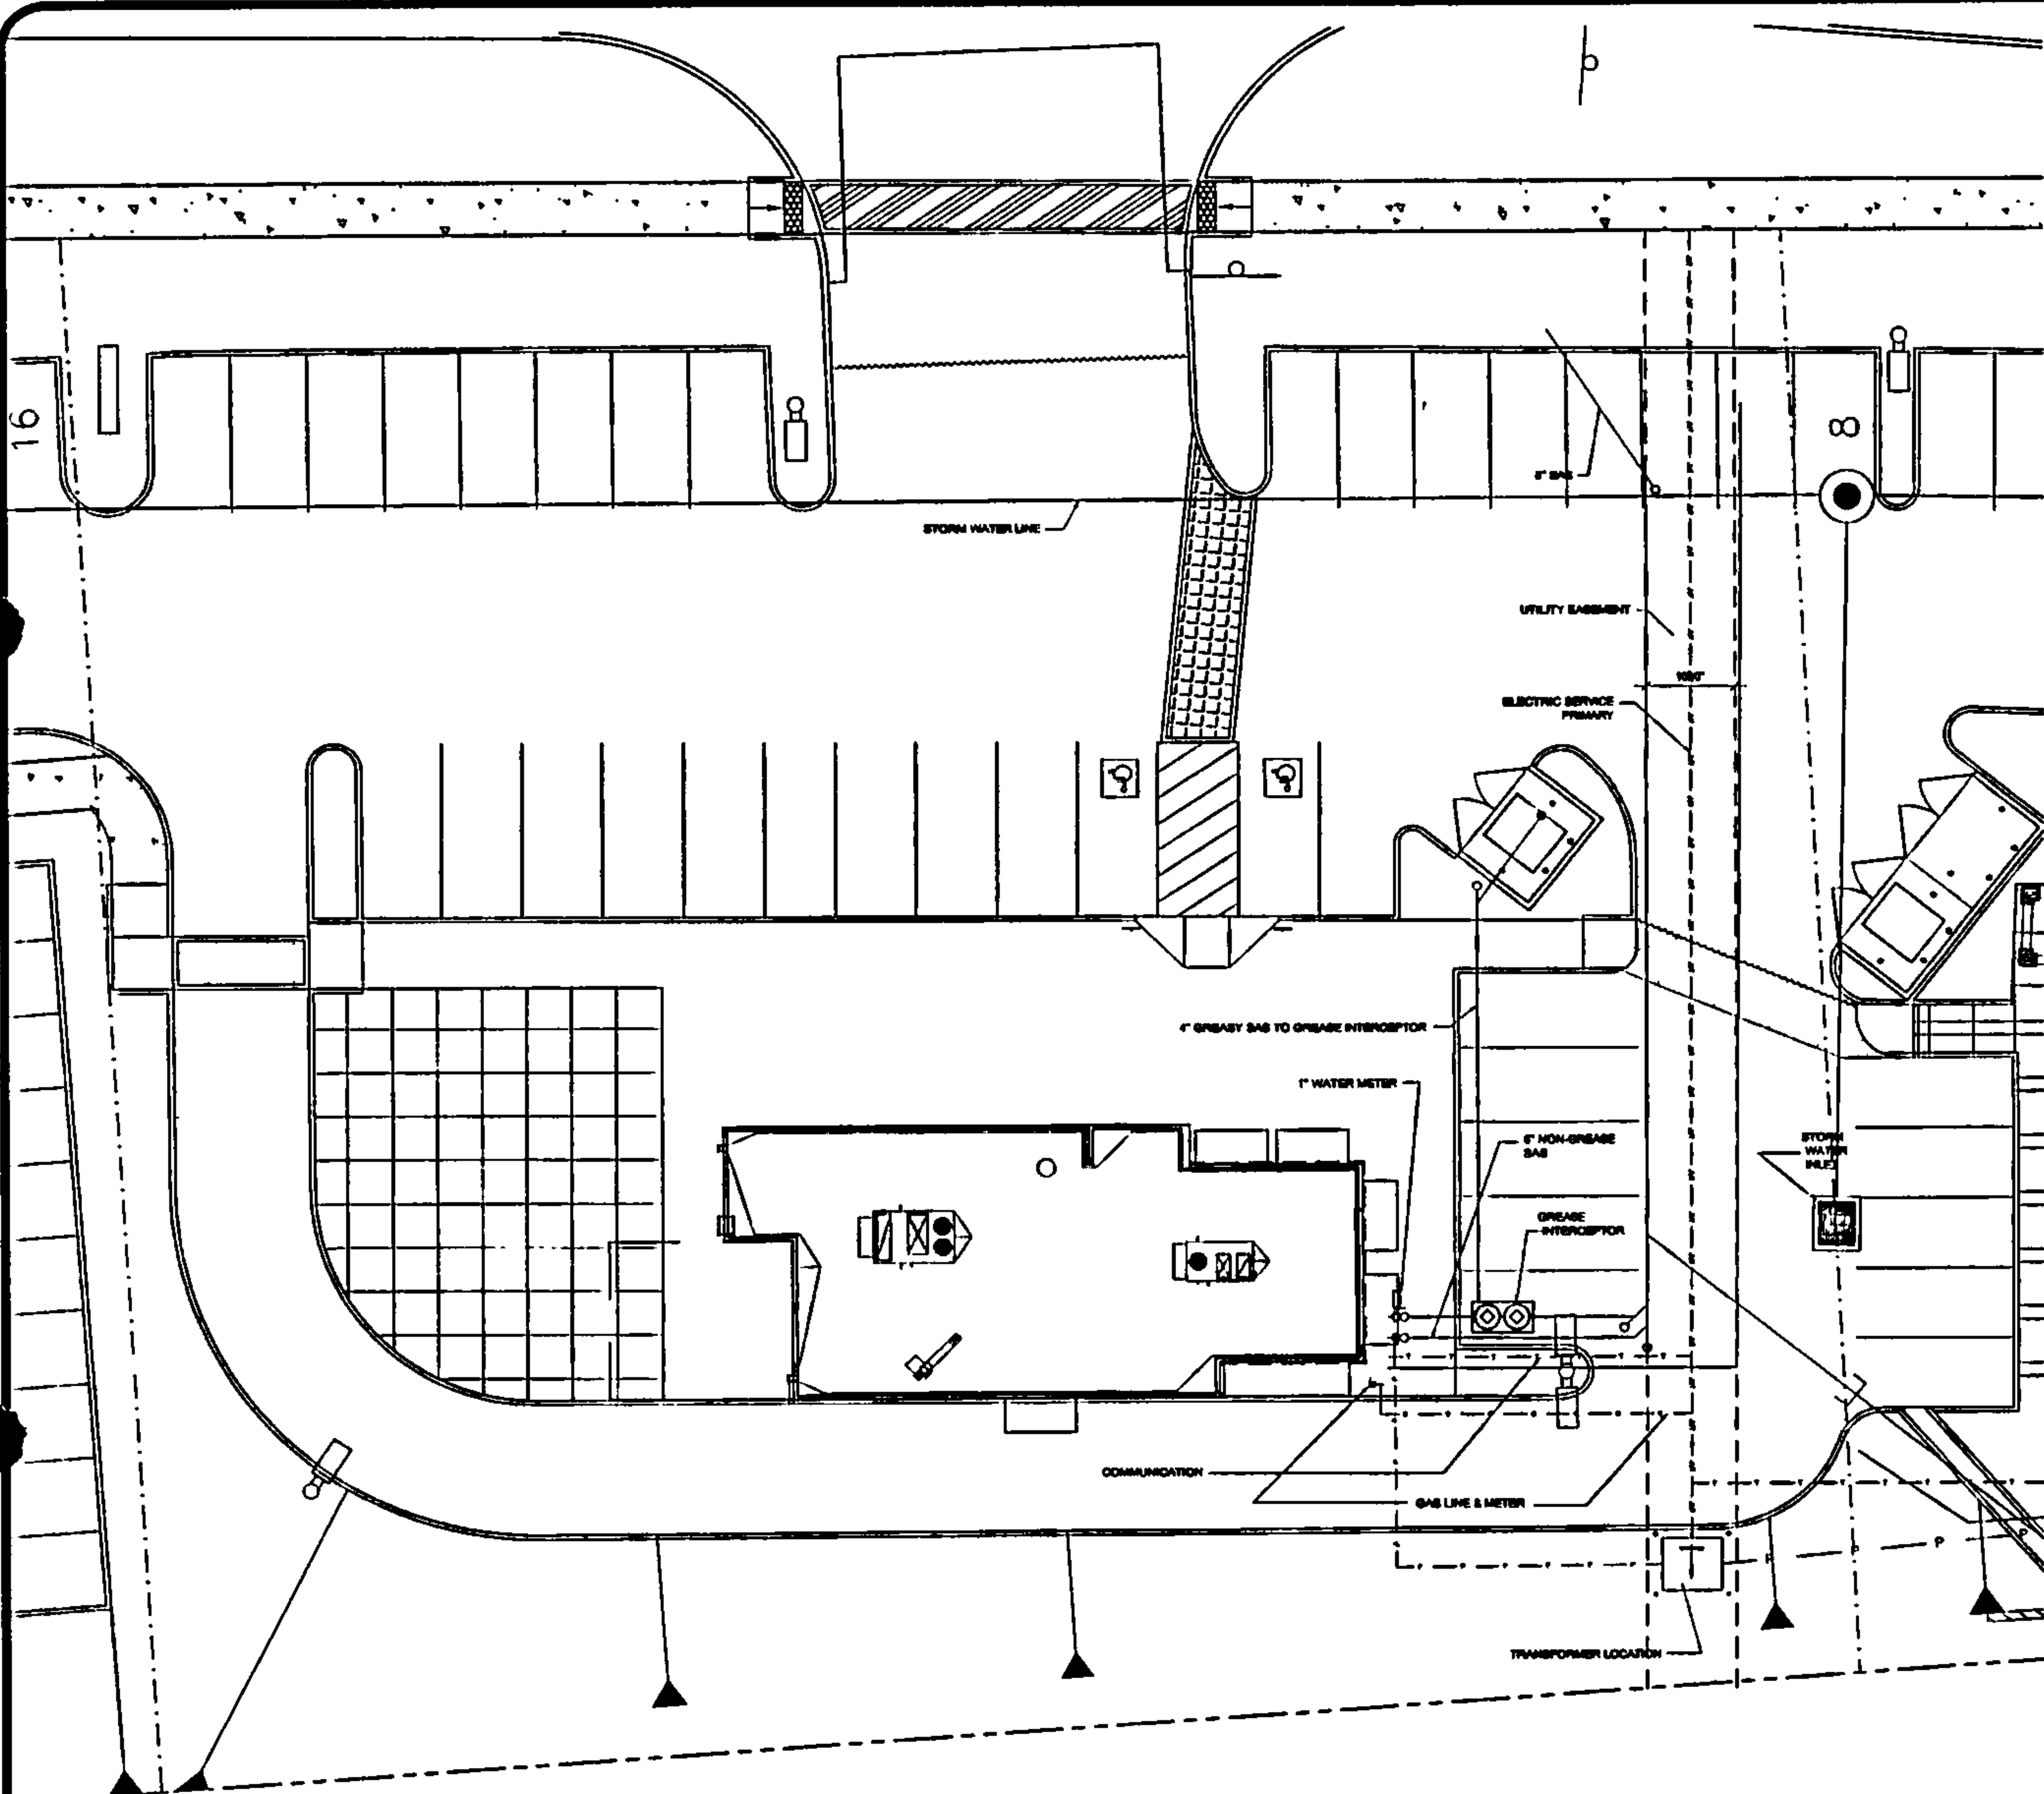 16
8
STORM WATER LINE
UTILITY EASEMENT
ELECTRIC SERVICE
PRIMARY
4" GREASY SAS TO GREASE INTERCEPTOR
1" WATER METER
6" NON-GREASE
SAS
STORM
WATER
INLET
GREASE
INTERCEPTOR
COMMUNICATION
GAS LINE & METER
TRANSFORMER LOCATION
P
P
P